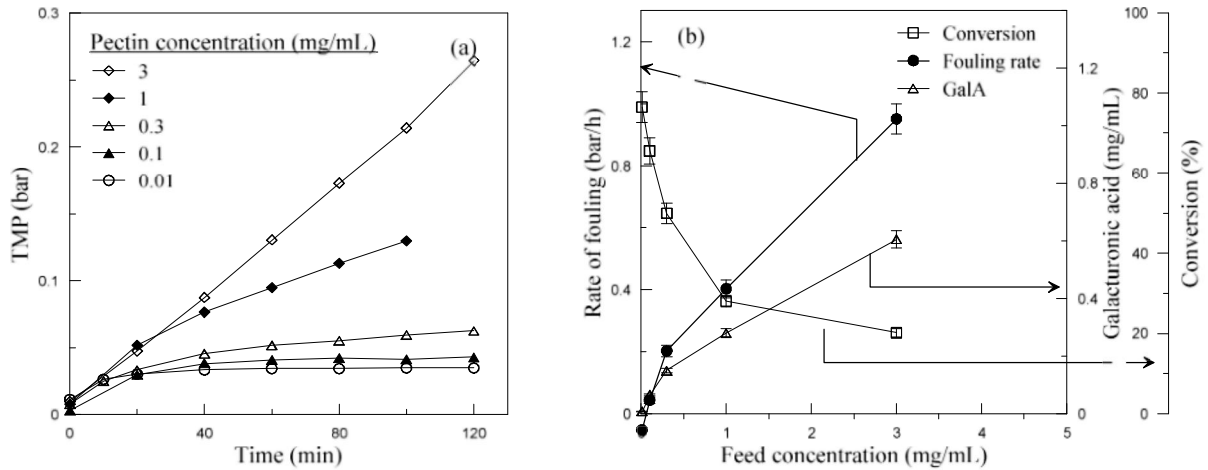 Pectin concentration (mg/mL)
3
1
0.3
0.1
0.01
(a)
0.3
0.2
0.1
0
TMP (bar)
0
40
80
120
Time (min)
(b)
Conversion
Fouling rate
GalA
1.2
0.8
0.4
0
Rate of fouling (bar/h)
0
1
2
3
4
5
Feed concentration (mg/mL)
1.2
0.8
0.4
0
Galacturonic acid (mg/mL)
100
80
60
40
20
0
Conversion (%)